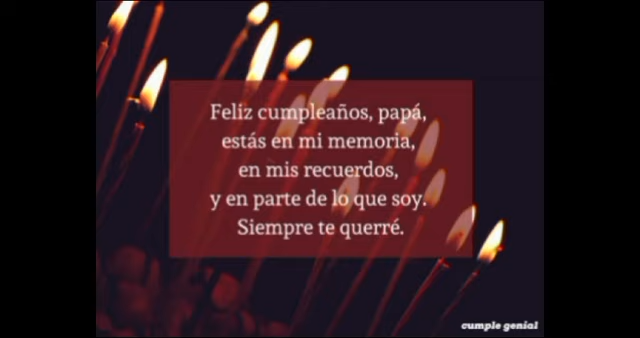 Feliz cumpleaños, papá,
estás en mi memoria,
en mis recuerdos,
y en parte de lo que soy.
Siempre te querré.
cumple genial